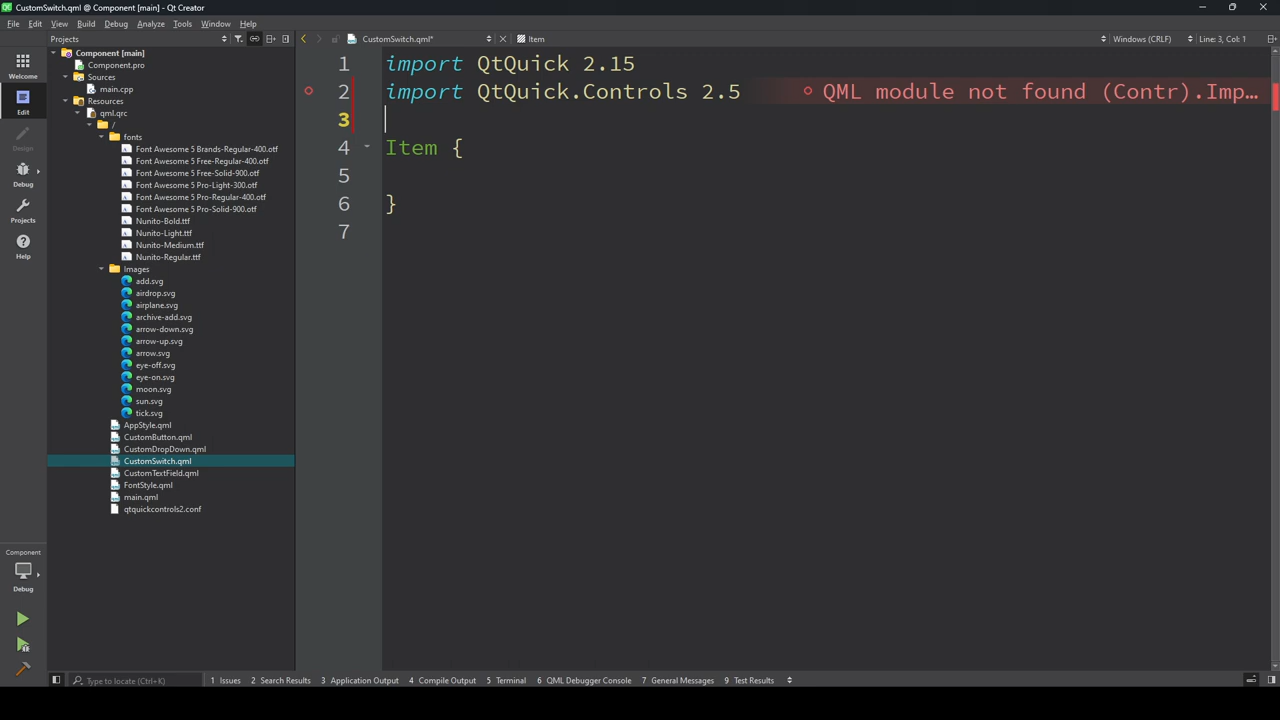 CustomSwitch.qml @ Component [main] - Qt Creator
File Edit View Build Debug Analyze Tools Window Help
Projects
CustomSwitch.qml*
Item
Windows (CRLF)
Line: 3, Col: 1
Welcome
Edit
Design
Debug
Projects
Help
Component
Debug
Component [main]
Component.pro
Sources
main.cpp
Resources
qml.qrc
/
fonts
Font Awesome 5 Brands-Regular-400.otf
Font Awesome 5 Free-Regular-400.otf
Font Awesome 5 Free-Solid-900.otf
Font Awesome 5 Pro-Light-300.otf
Font Awesome 5 Pro-Regular-400.otf
Font Awesome 5 Pro-Solid-900.otf
Nunito-Bold.ttf
Nunito-Light.ttf
Nunito-Medium.ttf
Nunito-Regular.ttf
Images
add.svg
airdrop.svg
airplane.svg
archive-add.svg
arrow-down.svg
arrow-up.svg
arrow.svg
eye-off.svg
eye-on.svg
moon.svg
sun.svg
tick.svg
AppStyle.qml
CustomButton.qml
CustomDropDown.qml
CustomSwitch.qml
CustomTextField.qml
FontStyle.qml
main.qml
qtquickcontrols2.conf
1 import QtQuick 2.15
2 import QtQuick.Controls 2.5 QML module not found (Contr).Imp…
3
4 Item {
5
6 }
7
Type to locate (Ctrl+K)
1 Issues 2 Search Results 3 Application Output 4 Compile Output 5 Terminal 6 QML Debugger Console 7 General Messages 9 Test Results